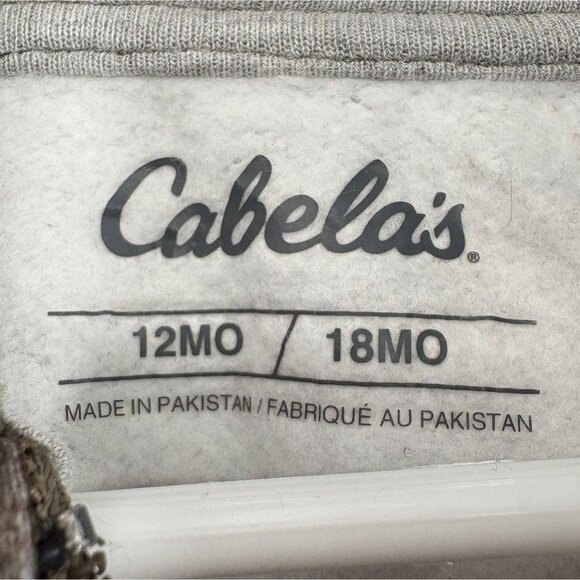 Cabela's®
12MO / 18MO
MADE IN PAKISTAN / FABRIQUÉ AU PAKISTAN